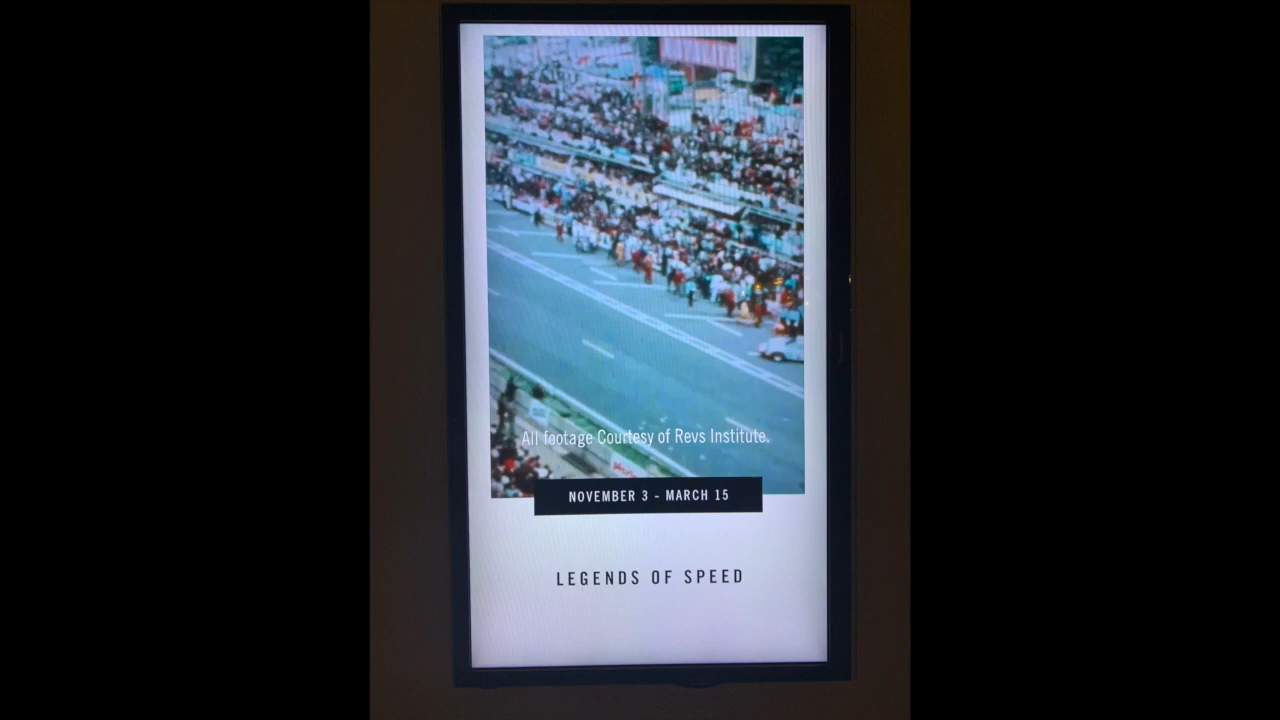 All footage Courtesy of Revs Institute.
NOVEMBER 3 - MARCH 15
LEGENDS OF SPEED